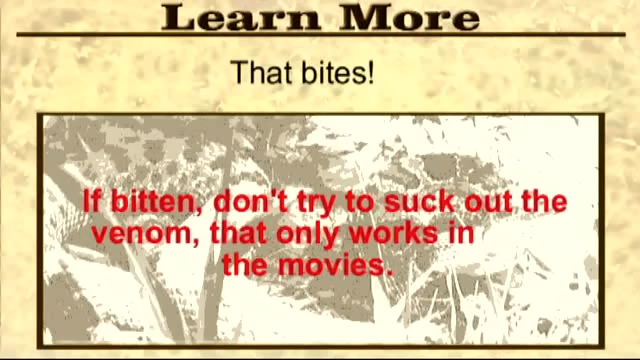 Learn More
That bites!
If bitten, don't try to suck out the
venom, that only works in
the movies.